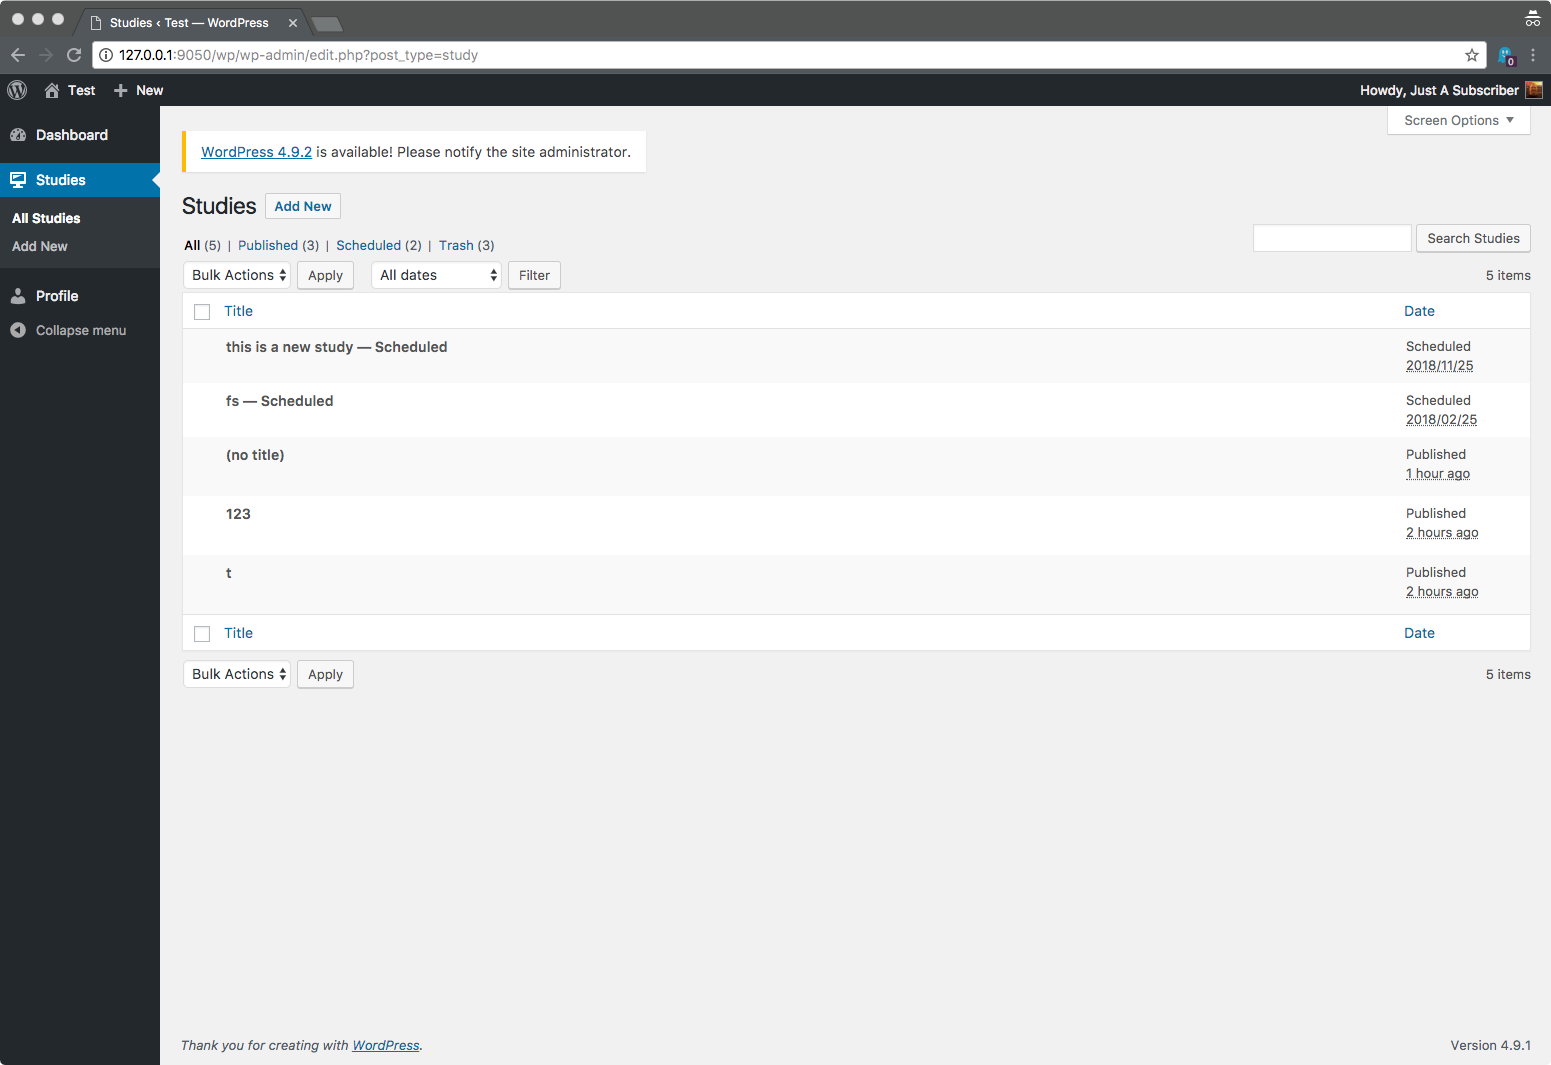 Studies ‹ Test — WordPress
127.0.0.1:9050/wp/wp-admin/edit.php?post_type=study
0
Test New Howdy, Just A Subscriber
Dashboard
Studies
All Studies
Add New
Profile
Collapse menu
Screen Options
WordPress 4.9.2 is available! Please notify the site administrator.
Studies Add New
All (5) | Published (3) | Scheduled (2) | Trash (3)
Search Studies
Bulk Actions Apply All dates Filter 5 items
Title Date
this is a new study — Scheduled Scheduled
2018/11/25
fs — Scheduled Scheduled
2018/02/25
(no title) Published
1 hour ago
123 Published
2 hours ago
t Published
2 hours ago
Title Date
Bulk Actions Apply 5 items
Thank you for creating with WordPress. Version 4.9.1